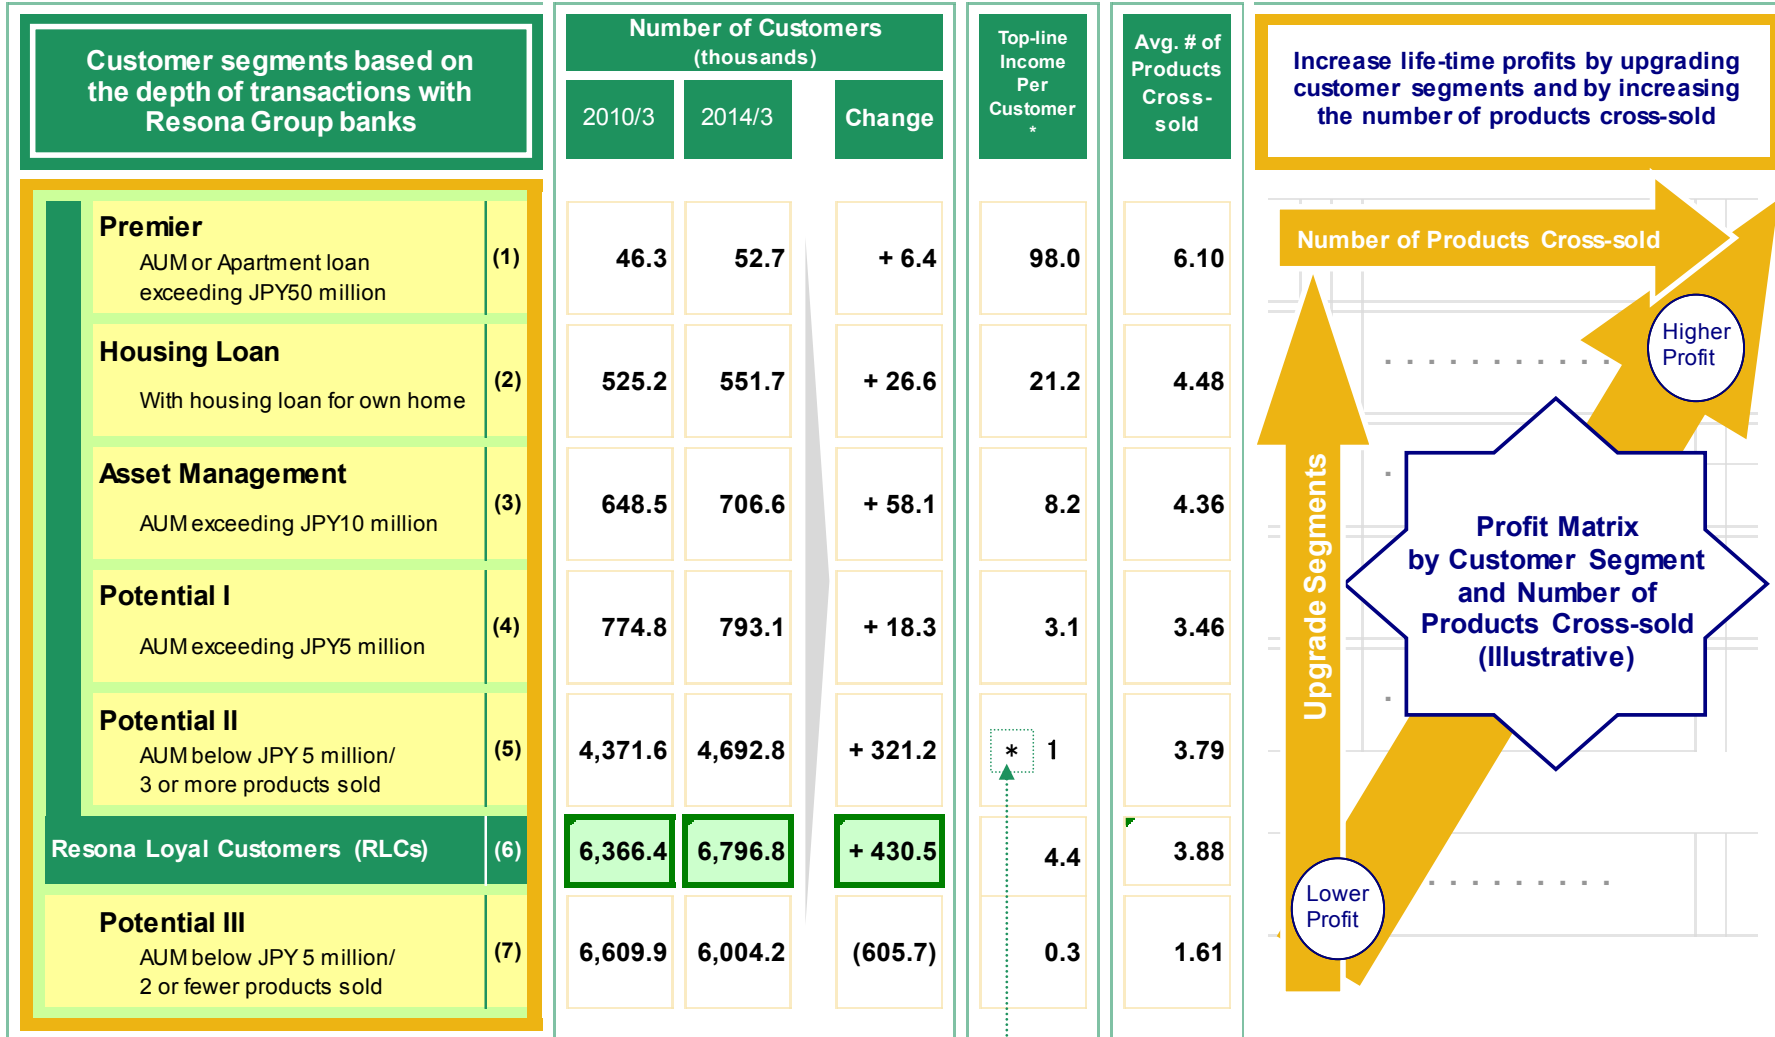 Customer segments based on
the depth of transactions with
Resona Group banks
Number of Customers
(thousands)
2010/3 2014/3 Change
Top-line
Income
Per
Customer
*
Avg. # of
Products
Cross-
sold
Increase life-time profits by upgrading
customer segments and by increasing
the number of products cross-sold
Premier
AUM or Apartment loan
exceeding JPY50 million
(1) 46.3 52.7 + 6.4 98.0 6.10
Housing Loan
With housing loan for own home
(2) 525.2 551.7 + 26.6 21.2 4.48
Asset Management
AUM exceeding JPY10 million
(3) 648.5 706.6 + 58.1 8.2 4.36
Potential I
AUM exceeding JPY5 million
(4) 774.8 793.1 + 18.3 3.1 3.46
Potential II
AUM below JPY 5 million/
3 or more products sold
(5) 4,371.6 4,692.8 + 321.2 * 1 3.79
Resona Loyal Customers (RLCs) (6) 6,366.4 6,796.8 + 430.5 4.4 3.88
Potential III
AUM below JPY 5 million/
2 or fewer products sold
(7) 6,609.9 6,004.2 (605.7) 0.3 1.61
Number of Products Cross-sold
Higher
Profit
Upgrade Segments
Profit Matrix
by Customer Segment
and Number of
Products Cross-sold
(Illustrative)
Lower
Profit